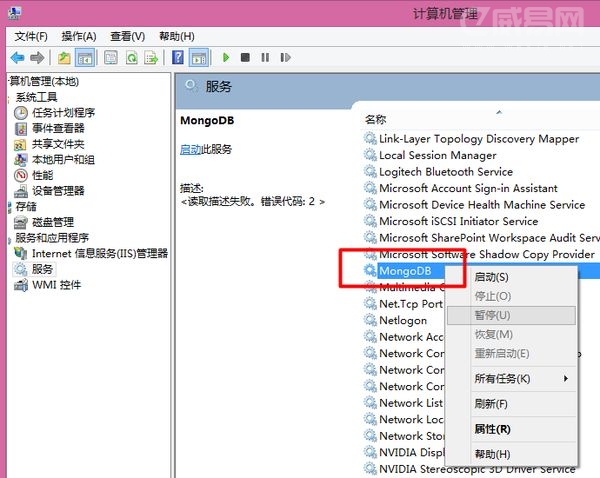 威易网
计算机管理
文件(F) 操作(A) 查看(V) 帮助(H)
计算机管理(本地)
系统工具
任务计划程序
事件查看器
共享文件夹
本地用户和组
性能
设备管理器
存储
磁盘管理
服务和应用程序
Internet 信息服务(IIS)管理器
服务
WMI 控件
服务
MongoDB
启动此服务
描述:
<读取描述失败。错误代码: 2 >
名称
Link-Layer Topology Discovery Mapper
Local Session Manager
Logitech Bluetooth Service
Microsoft Account Sign-in Assistant
Microsoft Device Health Machine Service
Microsoft iSCSI Initiator Service
Microsoft SharePoint Workspace Audit Serv
Microsoft Software Shadow Copy Provider
MongoDB
Multimedia C
Net.Tcp Port
Netlogon
Network Acc
Network Con
Network Con
Network Con
Network List
Network Loc
Network Stor
NVIDIA Displ
NVIDIA Stereoscopic 3D Driver Service
启动(S)
停止(O)
暂停(U)
恢复(M)
重新启动(E)
所有任务(K)
刷新(F)
属性(R)
帮助(H)